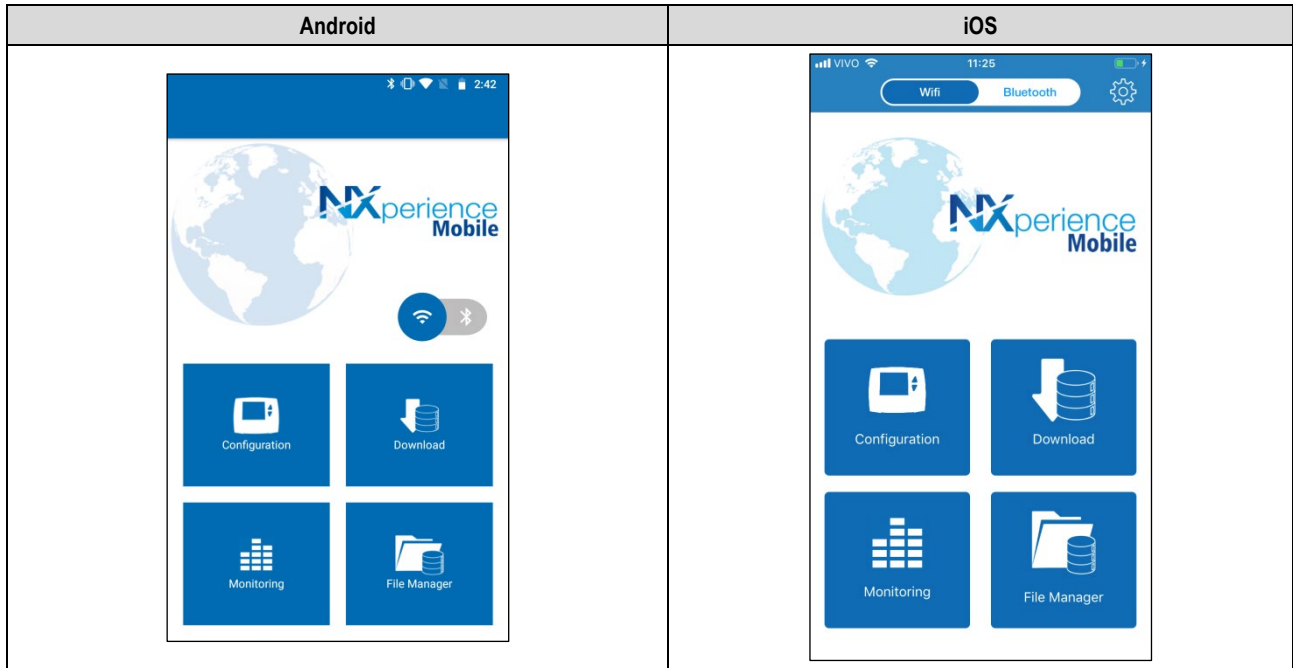 Android
iOS
2:42
NXperience
Mobile
Configuration
Download
Monitoring
File Manager
VIVO
11:25
Wifi
Bluetooth
NXperience
Mobile
Configuration
Download
Monitoring
File Manager